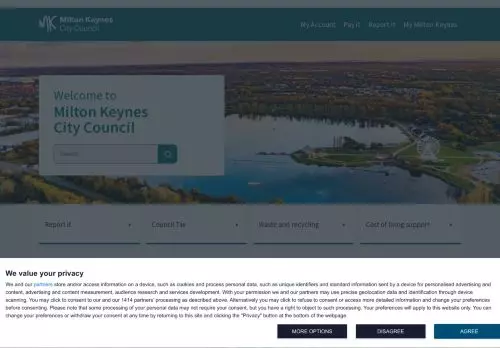 Milton Keynes
City Council
My Account Pay it Report it My Milton Keynes
Welcome to
Milton Keynes
City Council
Search
Report it
Council Tax
Waste and recycling
Cost of living support
We value your privacy
We and our partners store and/or access information on a device, such as cookies and process personal data, such as unique identifiers and standard information sent by a device for personalised advertising and
content, advertising and content measurement, audience research and services development. With your permission we and our partners may use precise geolocation data and identification through device
scanning. You may click to consent to our and our 1414 partners' processing as described above. Alternatively you may click to refuse to consent or access more detailed information and change your preferences
before consenting. Please note that some processing of your personal data may not require your consent, but you have a right to object to such processing. Your preferences will apply to this website only. You can
change your preferences or withdraw your consent at any time by returning to this site and clicking the "Privacy" button at the bottom of the webpage.
MORE OPTIONS
DISAGREE
AGREE